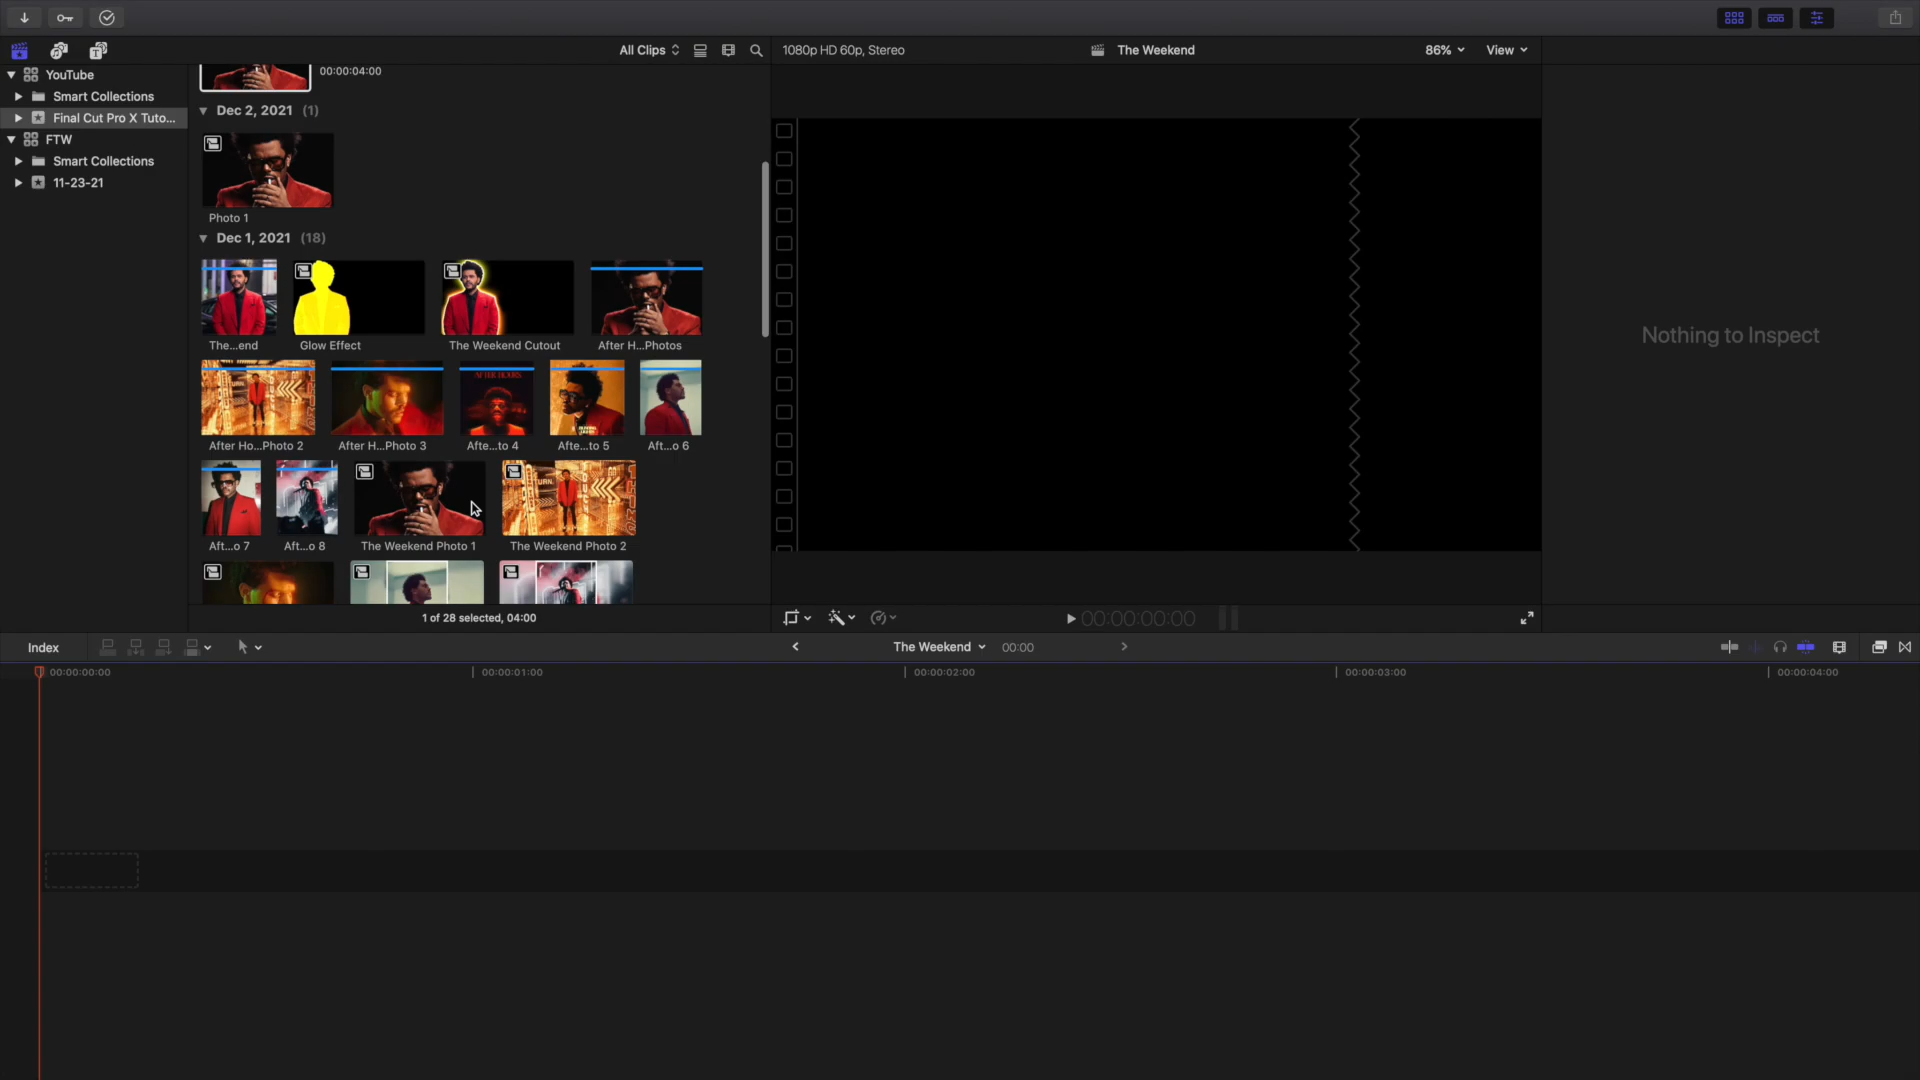 All Clips
1080p HD 60p, Stereo
The Weekend
86%
View
YouTube
Smart Collections
Final Cut Pro X Tuto...
FTW
Smart Collections
11-23-21
00:00:04:00
Dec 2, 2021 (1)
Photo 1
Dec 1, 2021 (18)
The...end
Glow Effect
The Weekend Cutout
After H...Photos
AFTER HOURS
After Ho...Photo 2
After H...Photo 3
Afte...to 4
Afte...to 5
Aft...o 6
Aft...o 7
Aft...o 8
The Weekend Photo 1
The Weekend Photo 2
Nothing to Inspect
1 of 28 selected, 04:00
00:00:00:00
Index
The Weekend
00:00
00:00:00:00
00:00:01:00
00:00:02:00
00:00:03:00
00:00:04:00